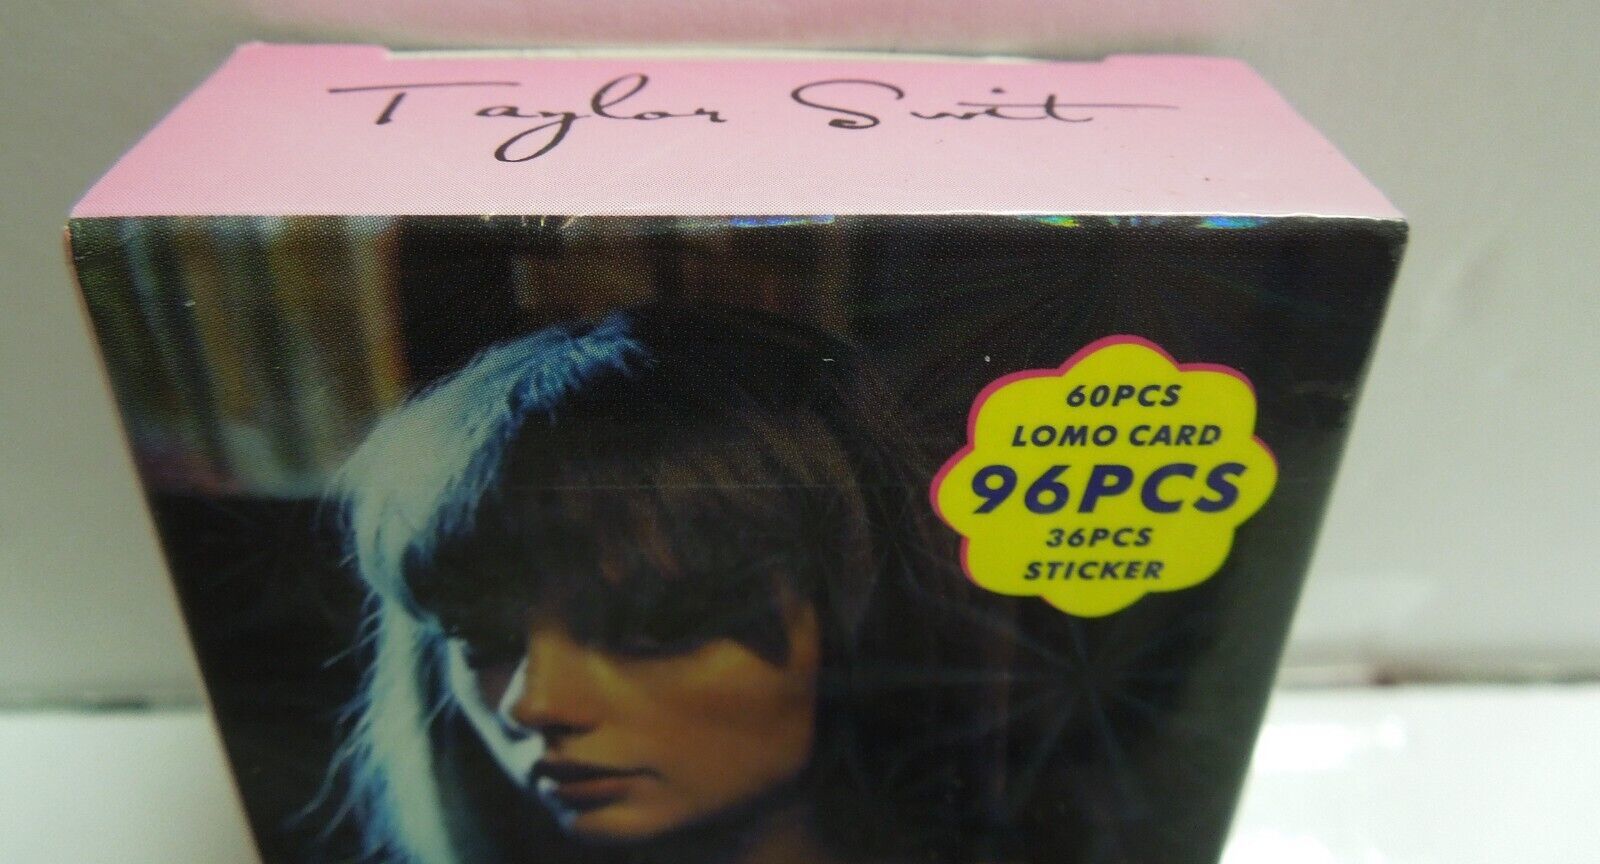 Taylor Swit
60PCS
LOMO CARD
96PCS
36PCS
STICKER